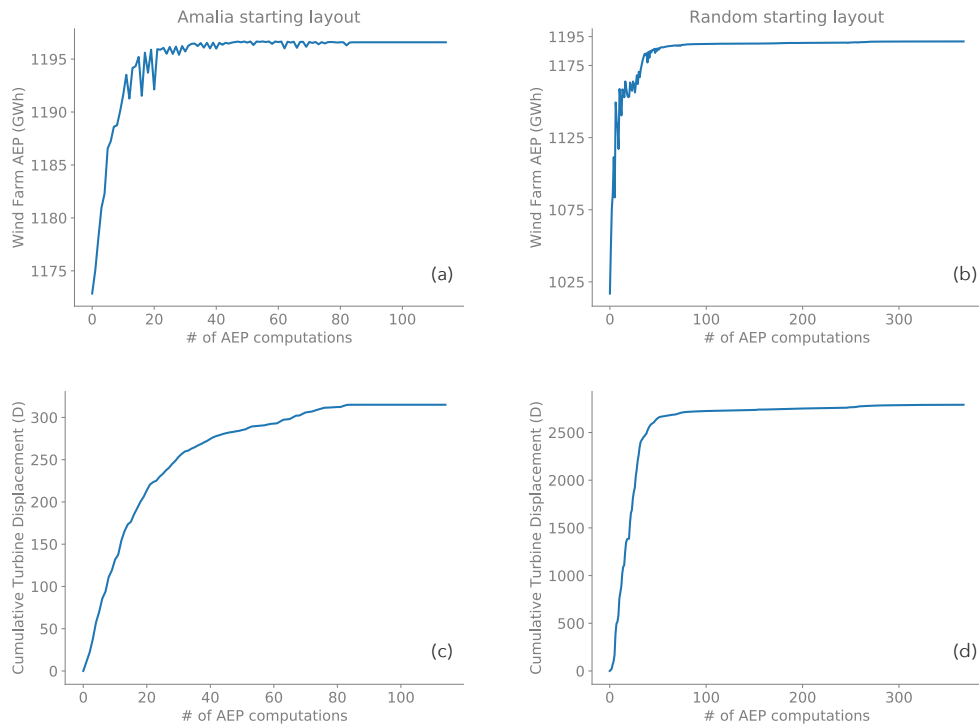 Amalia starting layout
Wind Farm AEP (GWh)
1195
1190
1185
1180
1175
(a)
0 20 40 60 80 100
# of AEP computations
Random starting layout
Wind Farm AEP (GWh)
1195
1175
1125
1075
1025
(b)
0 100 200 300
# of AEP computations
Cumulative Turbine Displacement (D)
300
250
200
150
100
50
0
(c)
0 20 40 60 80 100
# of AEP computations
Cumulative Turbine Displacement (D)
2500
2000
1500
1000
500
0
(d)
0 100 200 300
# of AEP computations